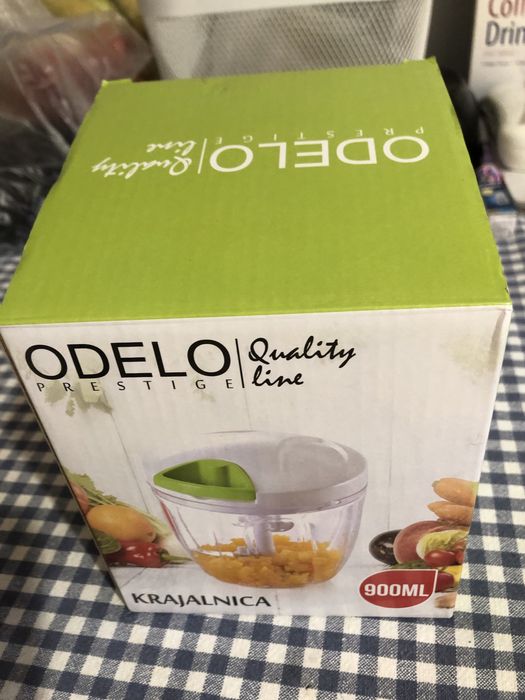 ODELO
PRESTIGE
Quality
line
ODELO
PRESTIGE
Quality
line
KRAJALNICA
900ML